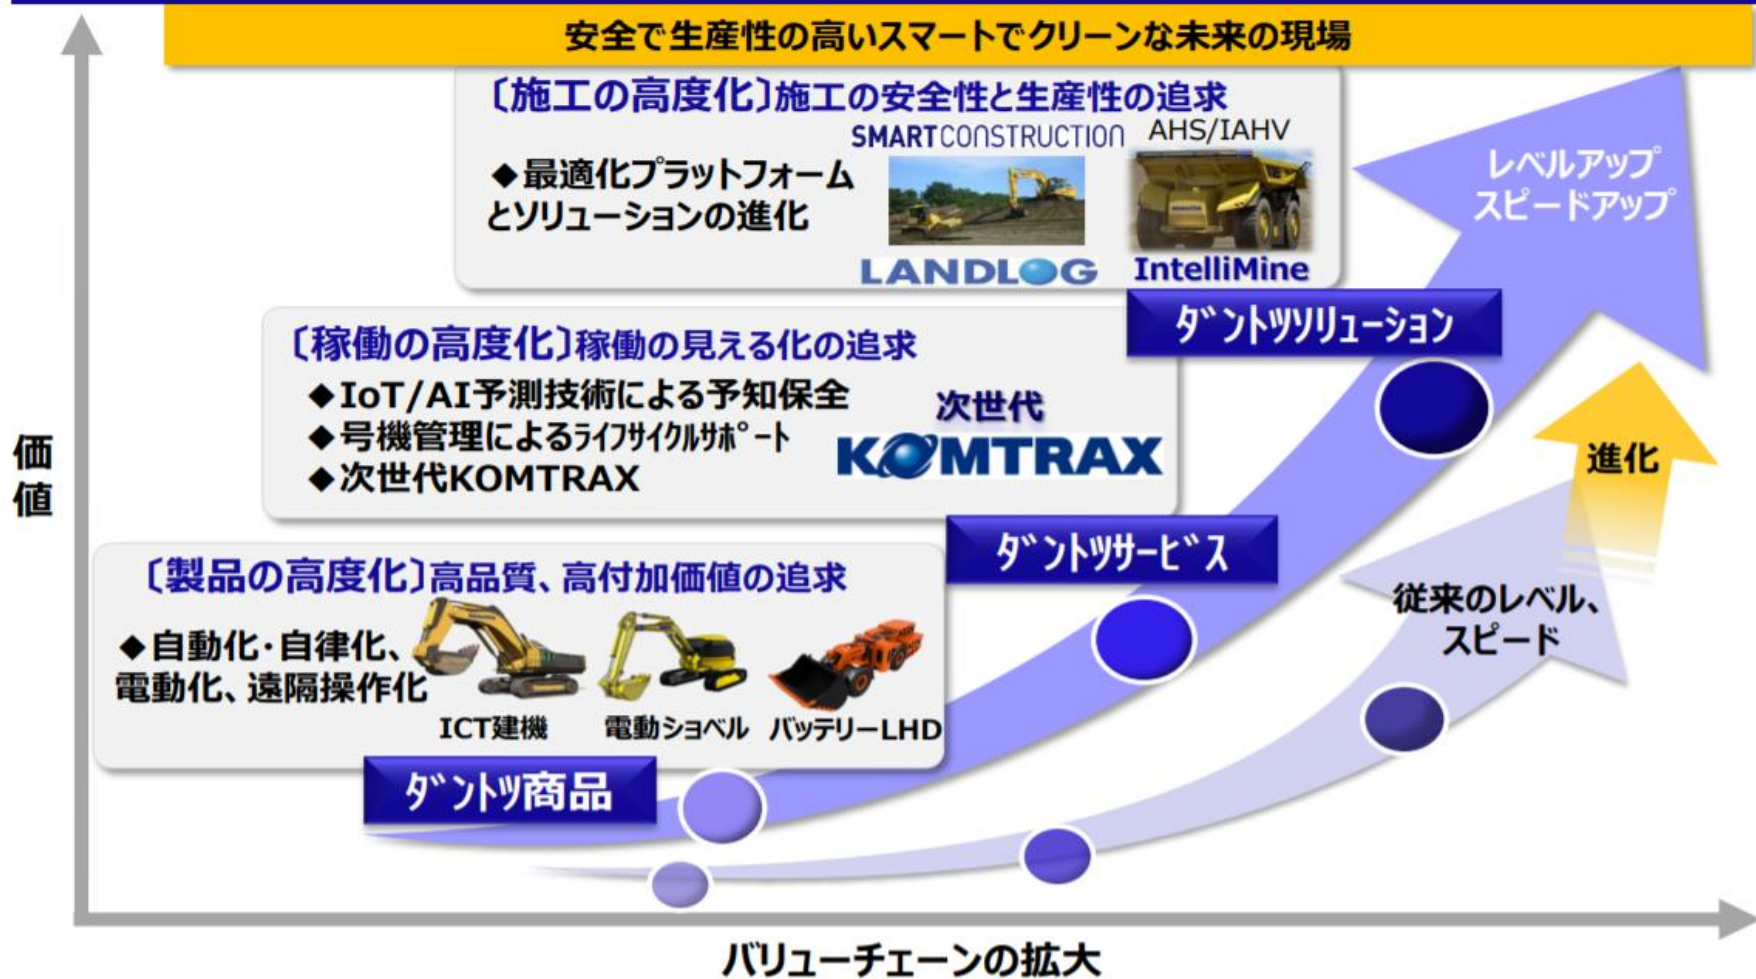 安全で生産性の高いスマートでクリーンな未来の現場
〔施工の高度化〕施工の安全性と生産性の追求
SMARTCONSTRUCTION
AHS/IAHV
◆最適化プラットフォーム
とソリューションの進化
KOMATSU
LANDLOG
IntelliMine
レベルアップ
スピードアップ
ﾀﾞﾝﾄﾂｿﾘｭｰｼｮﾝ
〔稼働の高度化〕稼働の見える化の追求
◆IoT/AI予測技術による予知保全
◆号機管理によるﾗｲﾌｻｲｸﾙｻﾎﾟｰﾄ
◆次世代KOMTRAX
次世代
KOMTRAX
進化
価値
ﾀﾞﾝﾄﾂｻｰﾋﾞｽ
〔製品の高度化〕高品質、高付加価値の追求
◆自動化･自律化、
電動化、遠隔操作化
ICT建機
電動ショベル
バッテリーLHD
従来のレベル、
スピード
ﾀﾞﾝﾄﾂ商品
バリューチェーンの拡大